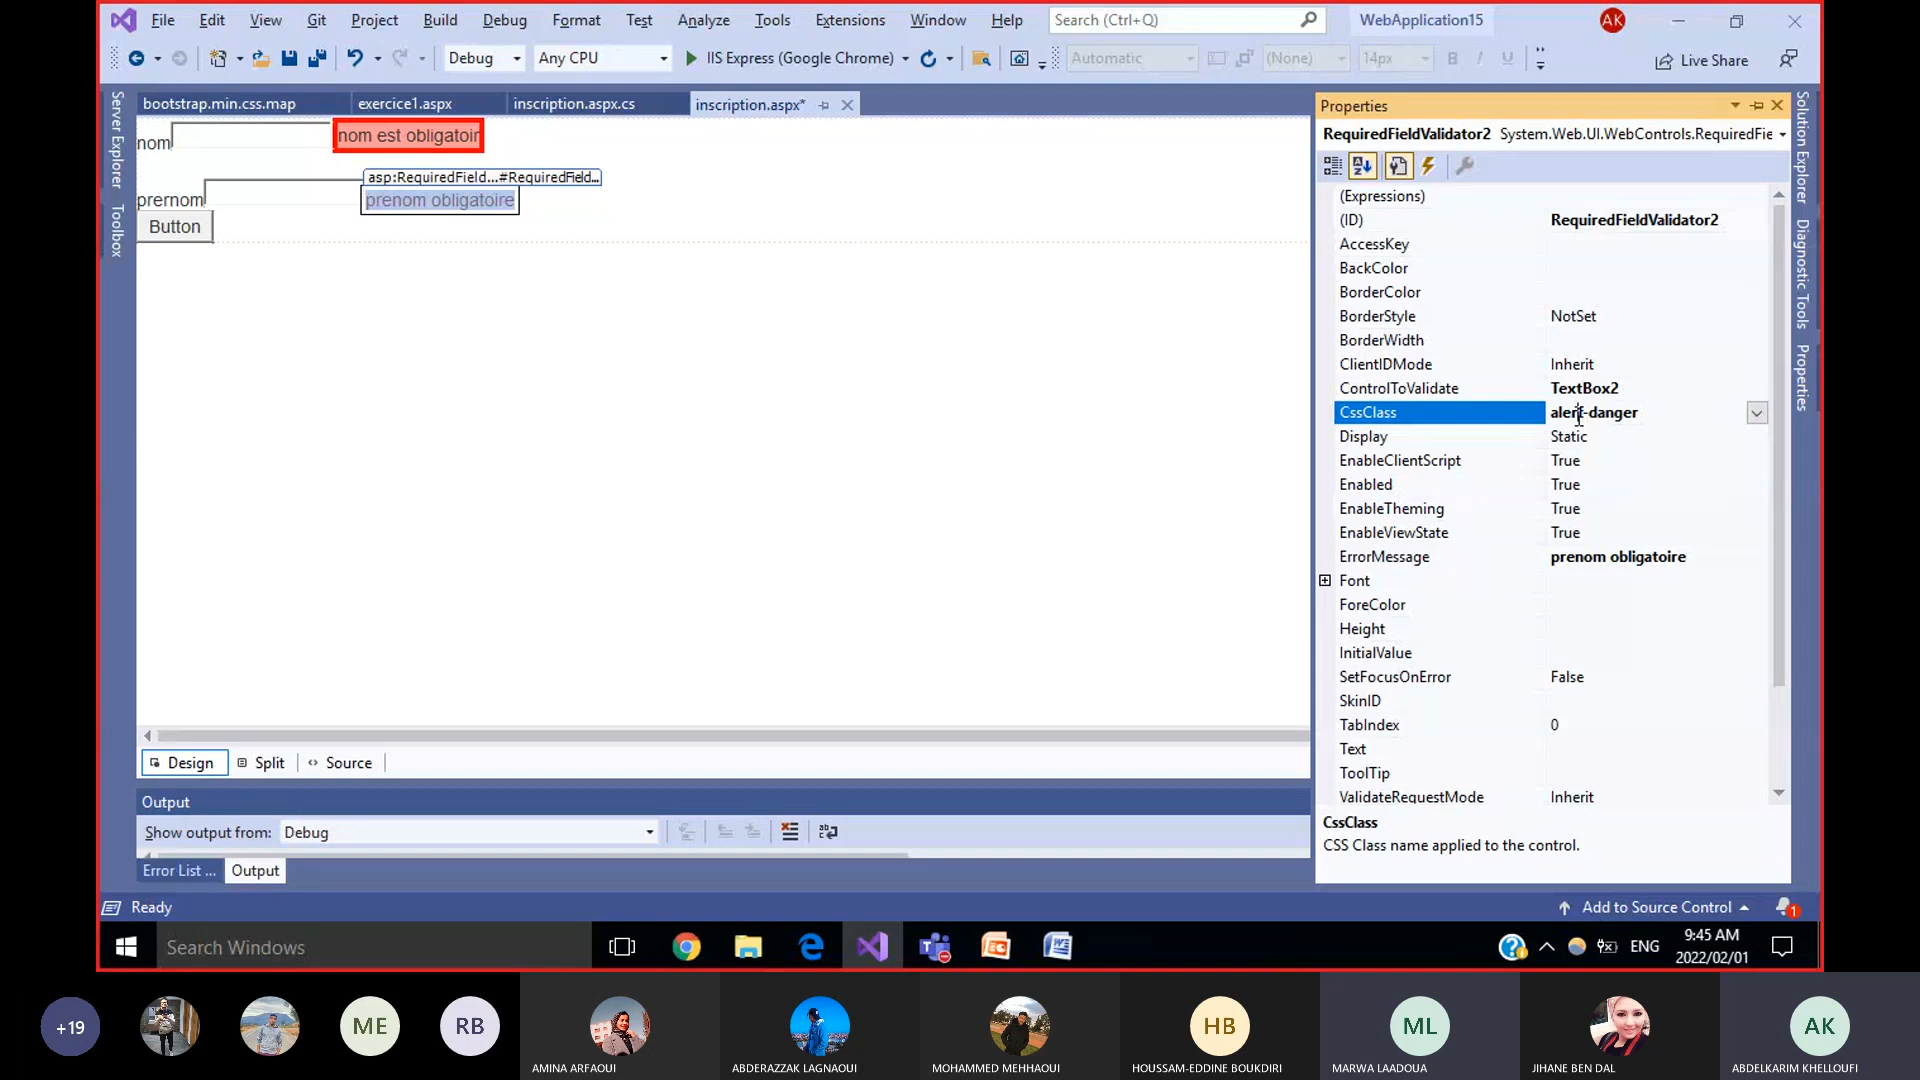 File Edit View Git Project Build Debug Format Test Analyze Tools Extensions Window Help Search (Ctrl+Q) WebApplication15 AK
Debug Any CPU IIS Express (Google Chrome) Automatic (None) 14px B I U Live Share
Server Explorer
Toolbox
bootstrap.min.css.map exercice1.aspx inscription.aspx.cs inscription.aspx*
nom nom est obligatoir
asp:RequiredField...#RequiredField...
prernom prenom obligatoire
Button
Design Split Source
Output
Show output from: Debug
Error List ... Output
Properties
RequiredFieldValidator2 System.Web.UI.WebControls.RequiredFie
(Expressions)
(ID) RequiredFieldValidator2
AccessKey
BackColor
BorderColor
BorderStyle NotSet
BorderWidth
ClientIDMode Inherit
ControlToValidate TextBox2
CssClass alert-danger
Display Static
EnableClientScript True
Enabled True
EnableTheming True
EnableViewState True
ErrorMessage prenom obligatoire
Font
ForeColor
Height
InitialValue
SetFocusOnError False
SkinID
TabIndex 0
Text
ToolTip
ValidateRequestMode Inherit
CssClass
CSS Class name applied to the control.
Solution Explorer
Diagnostic Tools
Properties
Ready Add to Source Control 1
Search Windows ENG 9:45 AM
2022/02/01
+19 ME RB HB ML AK
AMINA ARFAOUI ABDERAZZAK LAGNAOUI MOHAMMED MEHHAOUI HOUSSAM-EDDINE BOUKDIRI MARWA LAADOUA JIHANE BEN DAL ABDELKARIM KHELLOUFI